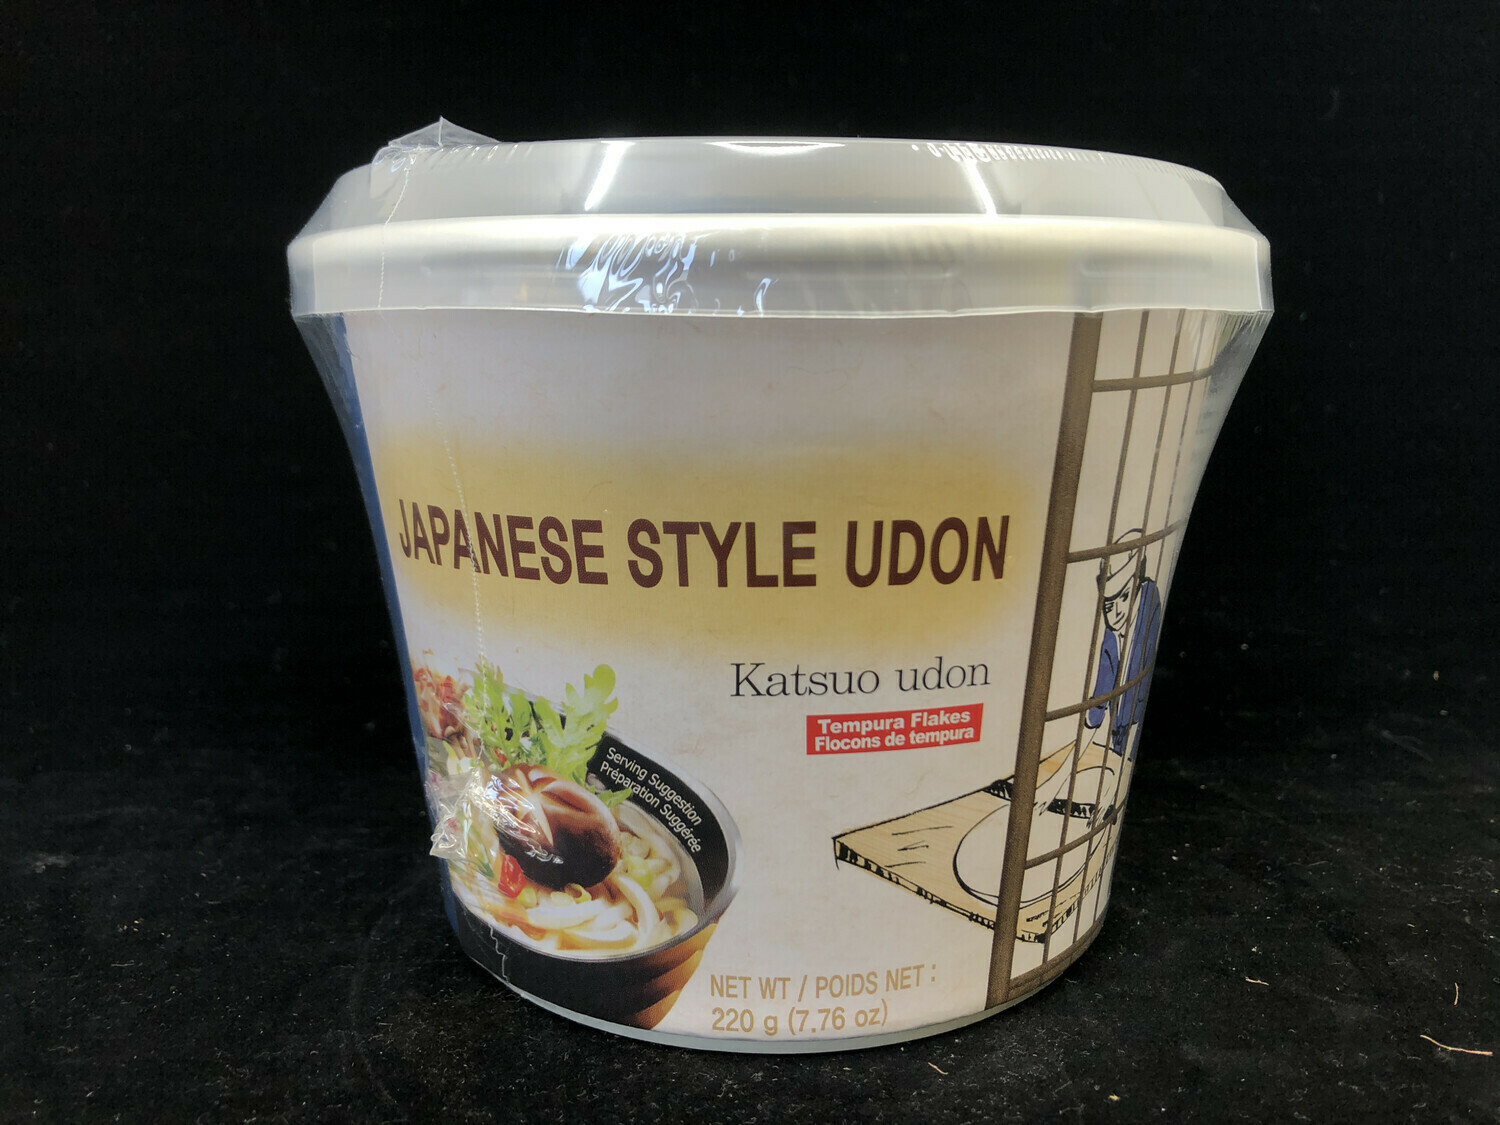 JAPANESE STYLE UDON
Katsuo udon
Tempura Flakes
Flocons de tempura
Serving Suggestion
Préparation Suggérée
NET WT / POIDS NET :
220 g (7.76 oz)